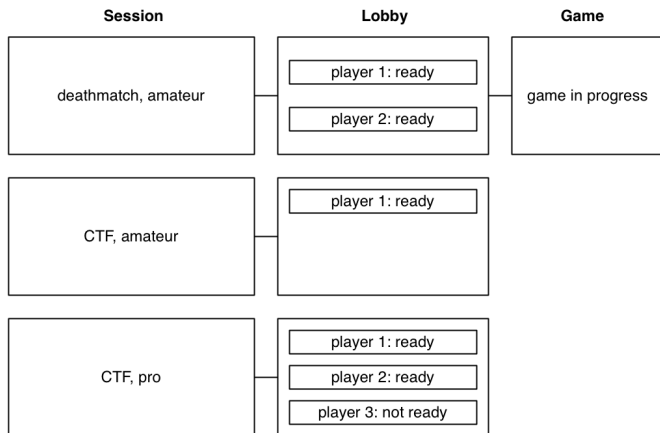 Session
Lobby
Game
deathmatch, amateur
player 1: ready
player 2: ready
game in progress
CTF, amateur
player 1: ready
CTF, pro
player 1: ready
player 2: ready
player 3: not ready